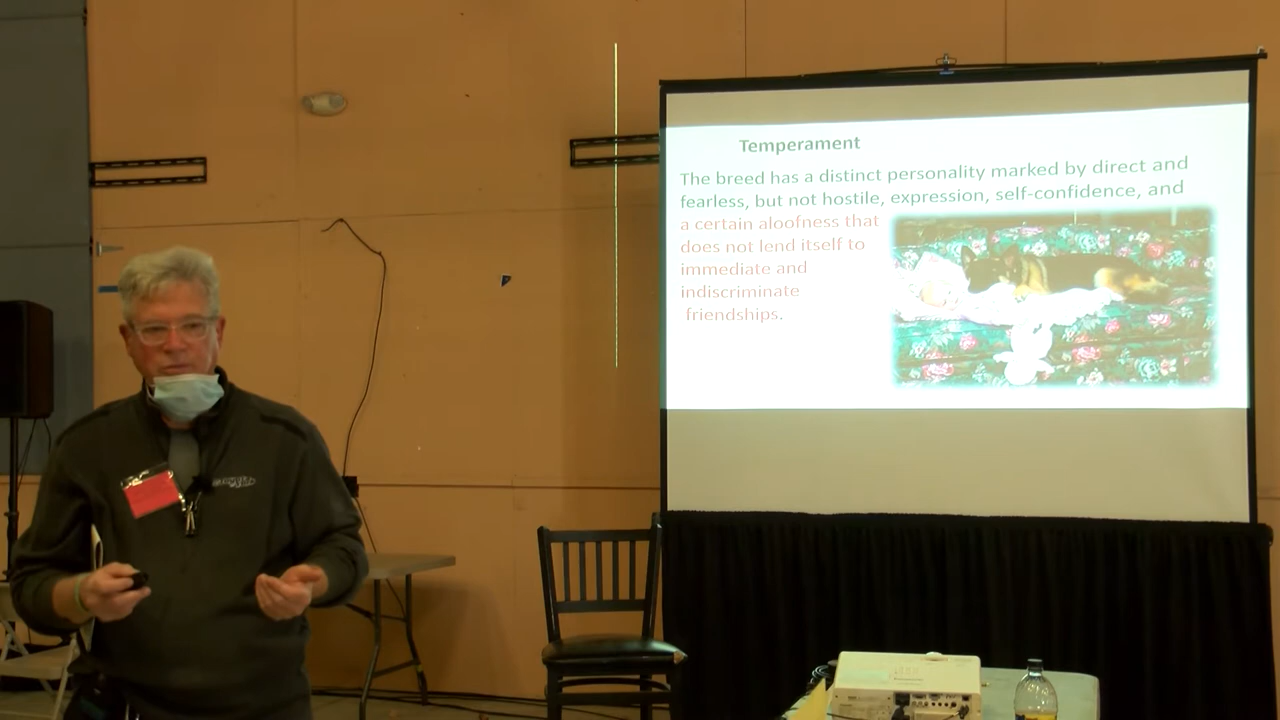 Temperament
The breed has a distinct personality marked by direct and
fearless, but not hostile, expression, self-confidence, and
a certain aloofness that
does not lend itself to
immediate and
indiscriminate
friendships.